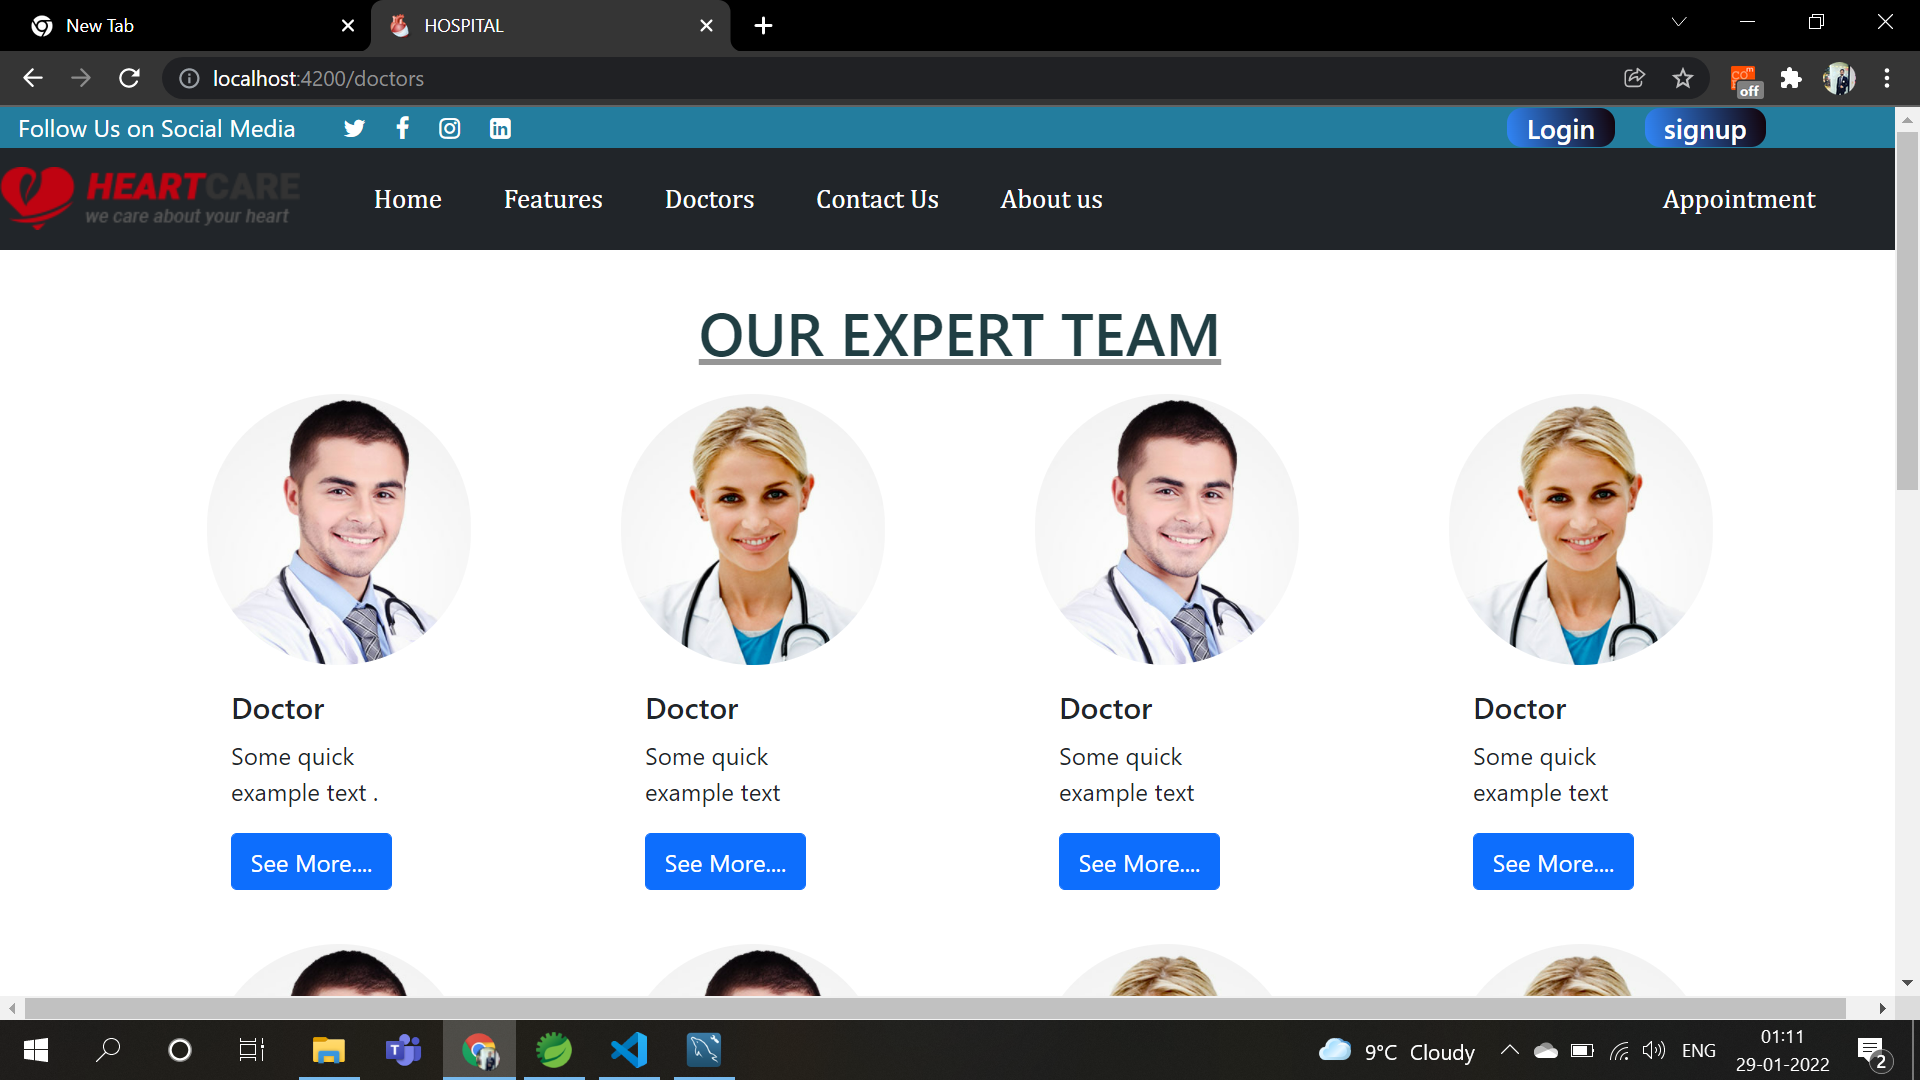 New Tab
HOSPITAL
localhost:4200/doctors
off
Follow Us on Social Media
Login
signup
HEARTCARE
we care about your heart
Home
Features
Doctors
Contact Us
About us
Appointment
OUR EXPERT TEAM
Doctor
Some quick
example text .
See More....
Doctor
Some quick
example text
See More....
Doctor
Some quick
example text
See More....
Doctor
Some quick
example text
See More....
9°C Cloudy
ENG
01:11
29-01-2022
2